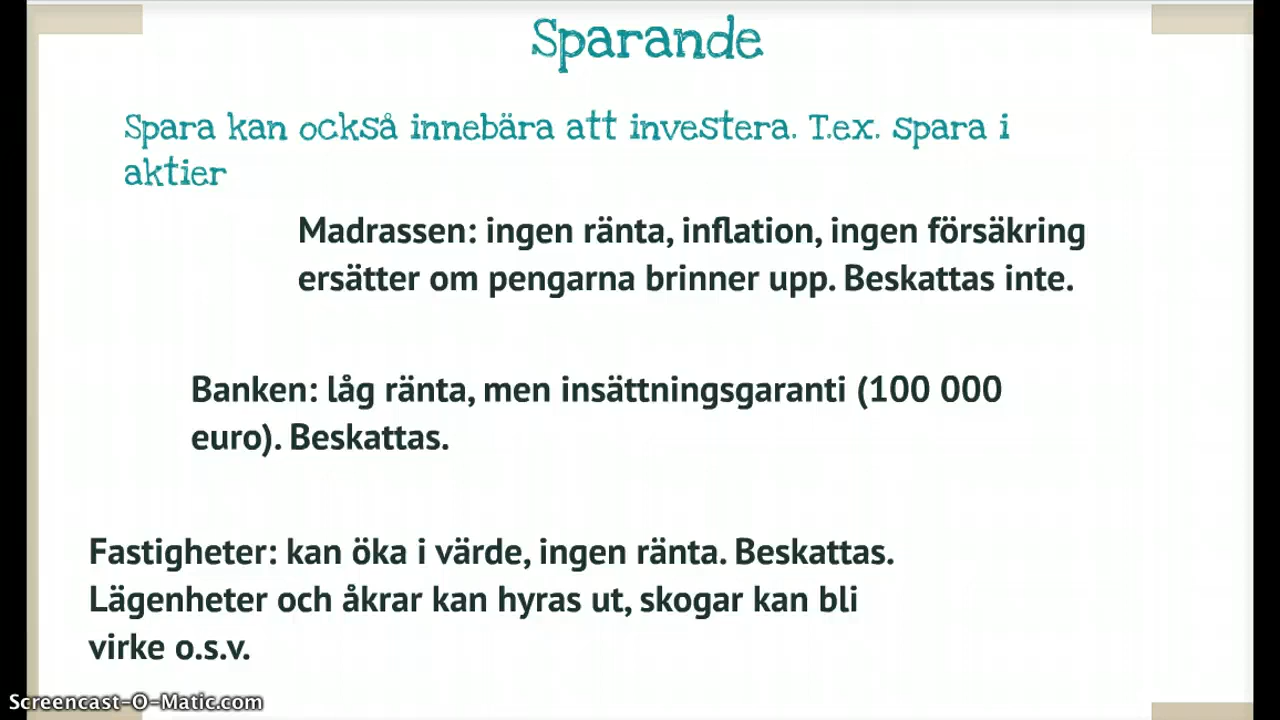 Sparande
Spara kan också innebära att investera. T.ex. spara i
aktier
Madrassen: ingen ränta, inflation, ingen försäkring
ersätter om pengarna brinner upp. Beskattas inte.
Banken: låg ränta, men insättningsgaranti (100 000
euro). Beskattas.
Fastigheter: kan öka i värde, ingen ränta. Beskattas.
Lägenheter och åkrar kan hyras ut, skogar kan bli
virke o.s.v.
Screencast-O-Matic.com